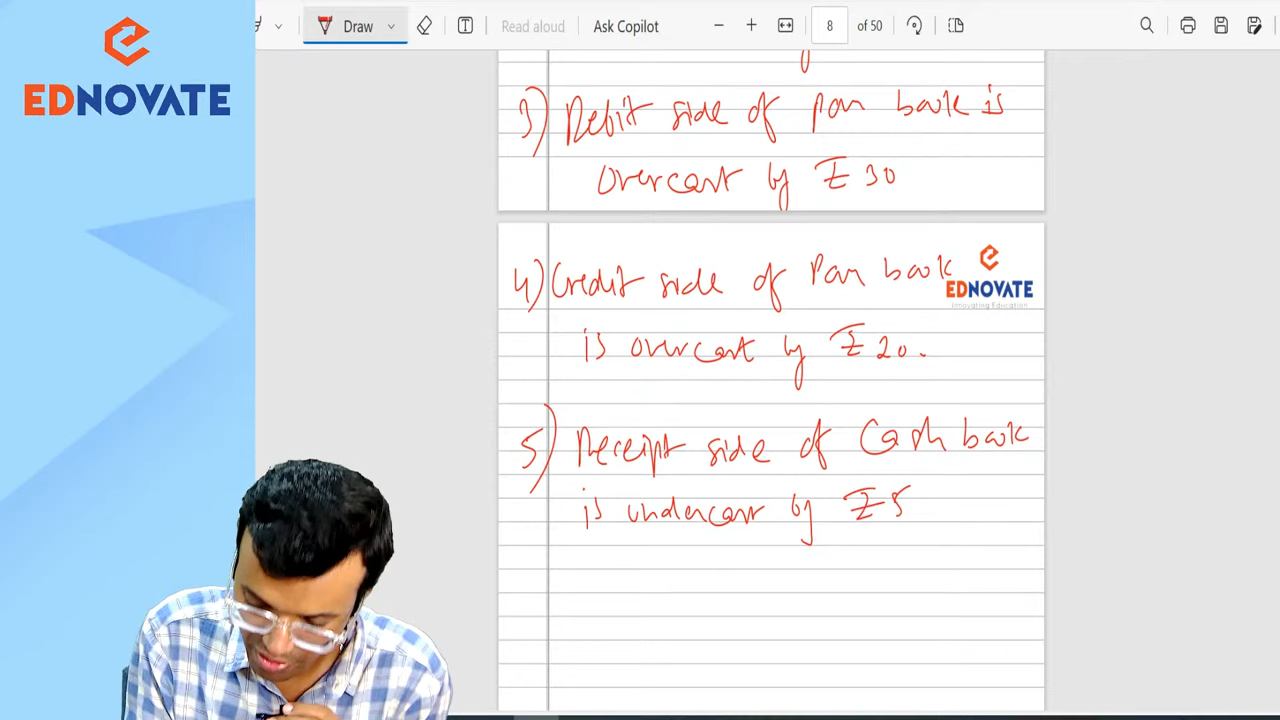 Draw
Read aloud
Ask Copilot
8
of 50
EDNOVATE
3) Debit side of Pass book is
overcast by ₹ 30
4) Credit side of Pass book
EDNOVATE
Innovating Education
is overcast by ₹ 20.
5) Receipt side of Cash book
is undercast by ₹ 5